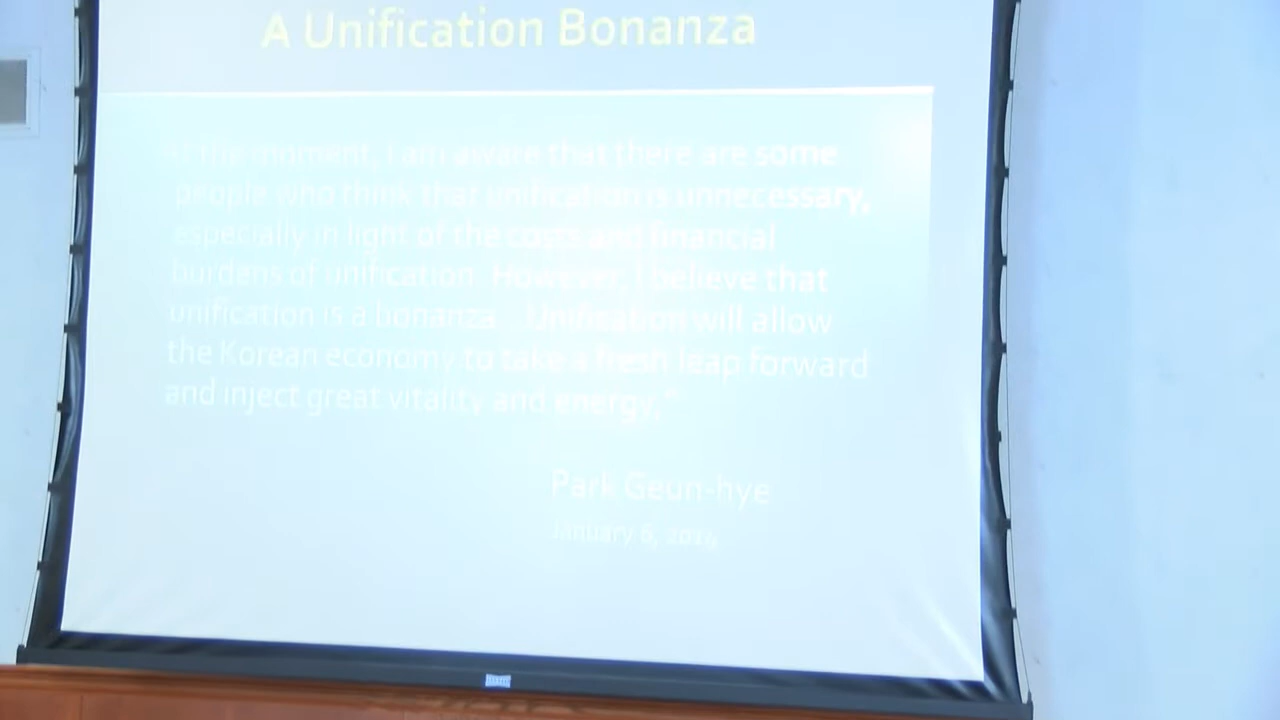 A Unification Bonanza
the moment, I am aware that there are some
people who think that unification is unnecessary,
especially in light of the costs and financial
burdens of unification. However, I believe that
unification is a bonanza. Unification will allow
the Korean economy to take a fresh leap forward
and inject great vitality and energy,"
Park Geun-hye
January 6, 2014